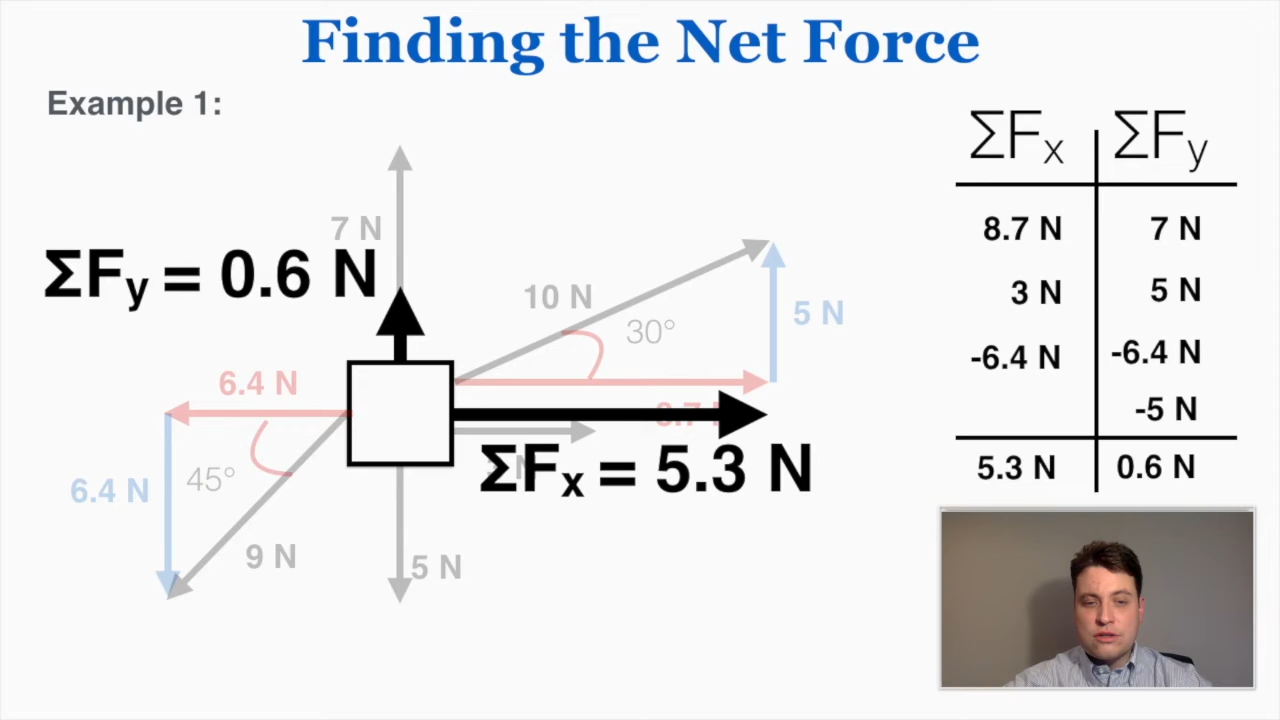 Finding the Net Force
Example 1:
ΣFx ΣFy
8.7 N 7 N
3 N 5 N
-6.4 N -6.4 N
-5 N
5.3 N 0.6 N
7 N
ΣFy = 0.6 N
10 N
30°
5 N
6.4 N
ΣFx = 5.3 N
45°
6.4 N
9 N
5 N